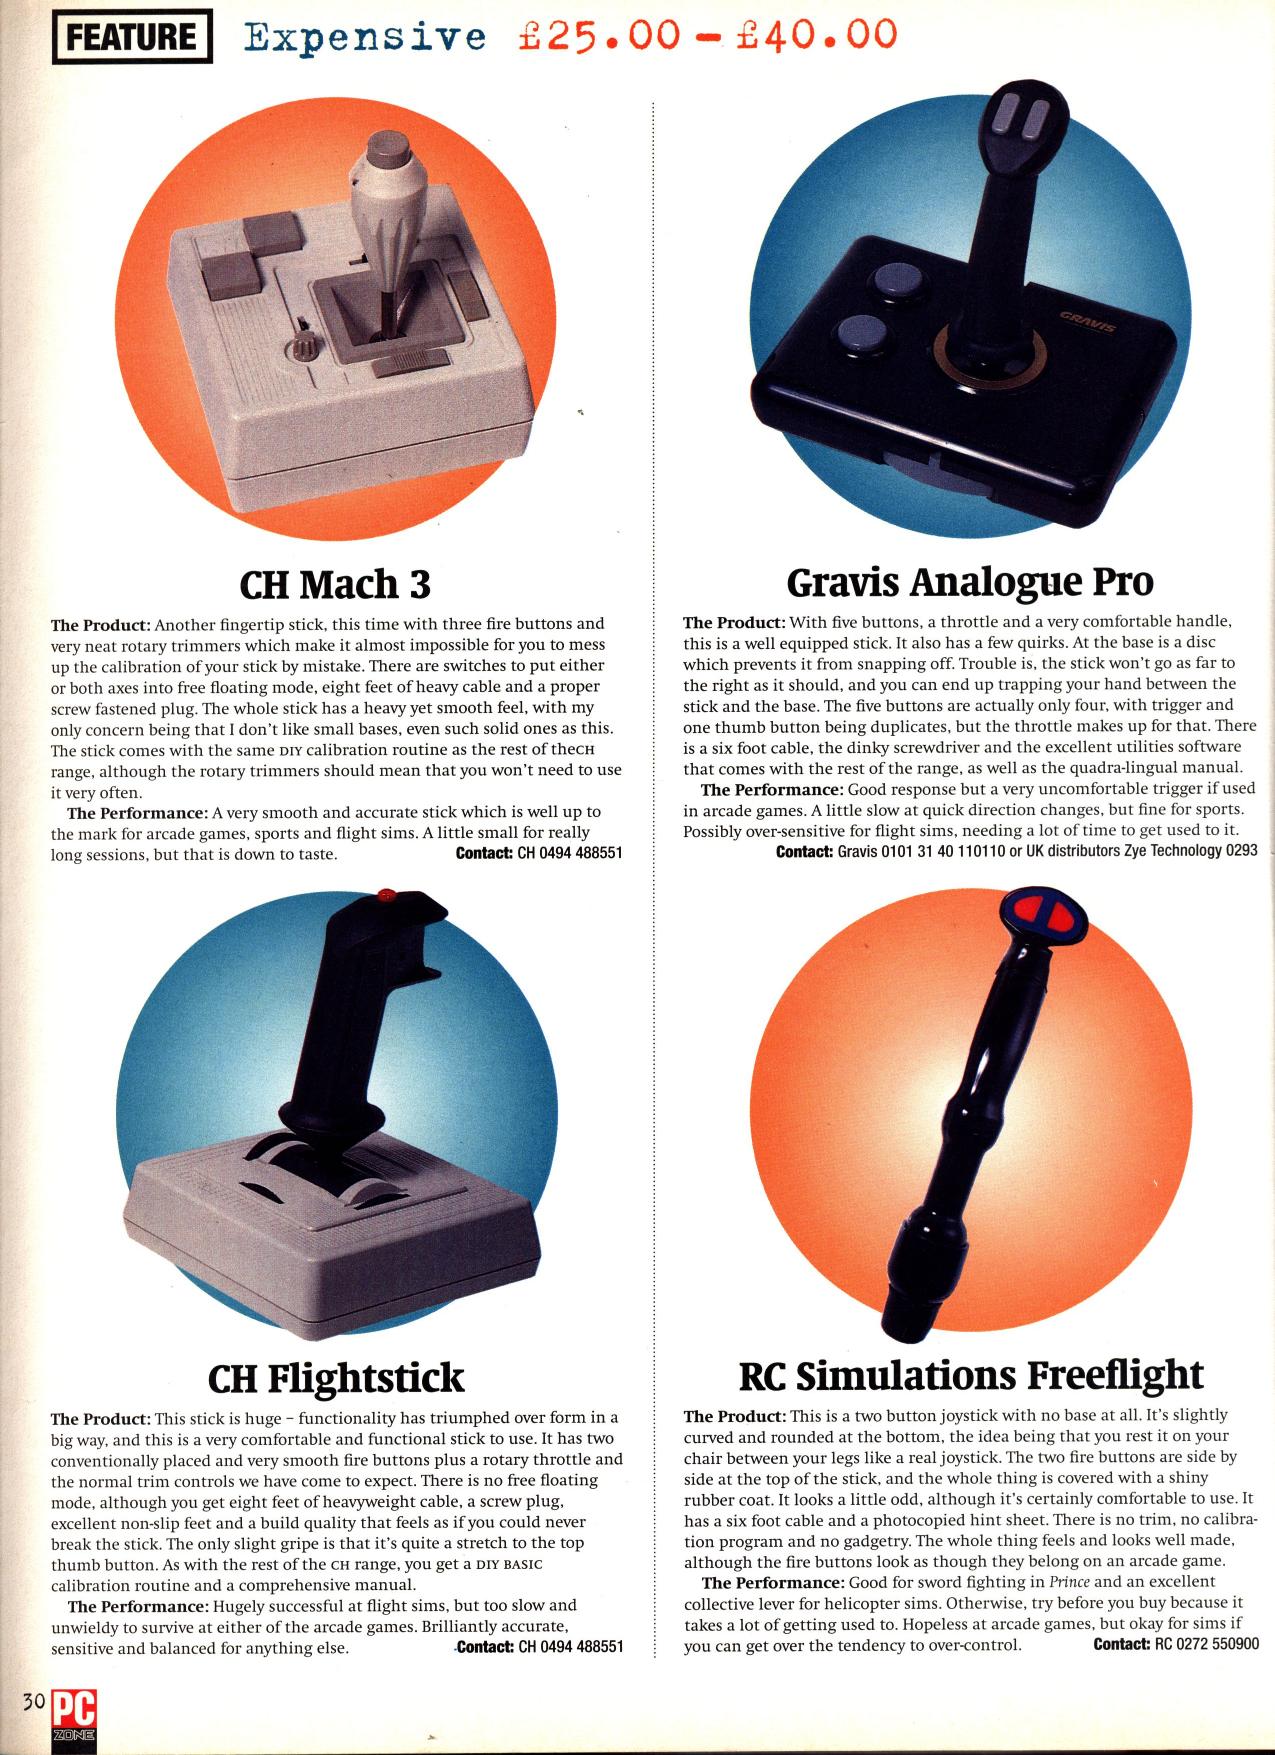 FEATURE Expensive £25.00 – £40.00
GRAVIS
CH Mach 3
The Product: Another fingertip stick, this time with three fire buttons and
very neat rotary trimmers which make it almost impossible for you to mess
up the calibration of your stick by mistake. There are switches to put either
or both axes into free floating mode, eight feet of heavy cable and a proper
screw fastened plug. The whole stick has a heavy yet smooth feel, with my
only concern being that I don't like small bases, even such solid ones as this.
The stick comes with the same DIY calibration routine as the rest of theCH
range, although the rotary trimmers should mean that you won't need to use
it very often.
The Performance: A very smooth and accurate stick which is well up to
the mark for arcade games, sports and flight sims. A little small for really
long sessions, but that is down to taste. Contact: CH 0494 488551
Gravis Analogue Pro
The Product: With five buttons, a throttle and a very comfortable handle,
this is a well equipped stick. It also has a few quirks. At the base is a disc
which prevents it from snapping off. Trouble is, the stick won't go as far to
the right as it should, and you can end up trapping your hand between the
stick and the base. The five buttons are actually only four, with trigger and
one thumb button being duplicates, but the throttle makes up for that. There
is a six foot cable, the dinky screwdriver and the excellent utilities software
that comes with the rest of the range, as well as the quadra-lingual manual.
The Performance: Good response but a very uncomfortable trigger if used
in arcade games. A little slow at quick direction changes, but fine for sports.
Possibly over-sensitive for flight sims, needing a lot of time to get used to it.
Contact: Gravis 0101 31 40 110110 or UK distributors Zye Technology 0293
CH Flightstick
The Product: This stick is huge – functionality has triumphed over form in a
big way, and this is a very comfortable and functional stick to use. It has two
conventionally placed and very smooth fire buttons plus a rotary throttle and
the normal trim controls we have come to expect. There is no free floating
mode, although you get eight feet of heavyweight cable, a screw plug,
excellent non-slip feet and a build quality that feels as if you could never
break the stick. The only slight gripe is that it's quite a stretch to the top
thumb button. As with the rest of the CH range, you get a DIY BASIC
calibration routine and a comprehensive manual.
The Performance: Hugely successful at flight sims, but too slow and
unwieldy to survive at either of the arcade games. Brilliantly accurate,
sensitive and balanced for anything else. Contact: CH 0494 488551
RC Simulations Freeflight
The Product: This is a two button joystick with no base at all. It's slightly
curved and rounded at the bottom, the idea being that you rest it on your
chair between your legs like a real joystick. The two fire buttons are side by
side at the top of the stick, and the whole thing is covered with a shiny
rubber coat. It looks a little odd, although it's certainly comfortable to use. It
has a six foot cable and a photocopied hint sheet. There is no trim, no calibra-
tion program and no gadgetry. The whole thing feels and looks well made,
although the fire buttons look as though they belong on an arcade game.
The Performance: Good for sword fighting in Prince and an excellent
collective lever for helicopter sims. Otherwise, try before you buy because it
takes a lot of getting used to. Hopeless at arcade games, but okay for sims if
you can get over the tendency to over-control. Contact: RC 0272 550900
30 PC
ZONE